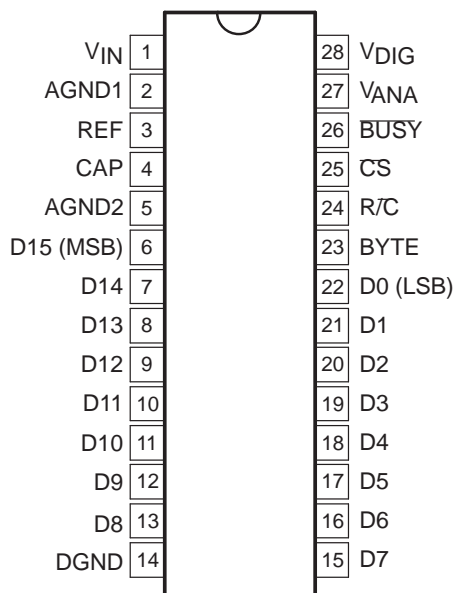 VIN 1 28 VDIG
AGND1 2 27 VANA
REF 3 26 B̅U̅S̅Y̅
CAP 4 25 C̅S̅
AGND2 5 24 R/C̅
D15 (MSB) 6 23 BYTE
D14 7 22 D0 (LSB)
D13 8 21 D1
D12 9 20 D2
D11 10 19 D3
D10 11 18 D4
D9 12 17 D5
D8 13 16 D6
DGND 14 15 D7